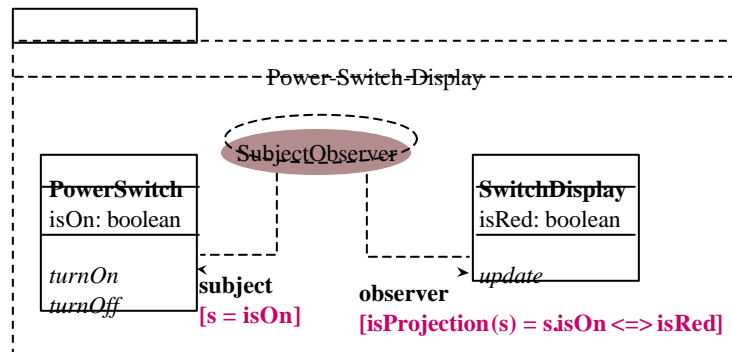 Power-Switch-Display
SubjectObserver
PowerSwitch
isOn: boolean
turnOn
turnOff
SwitchDisplay
isRed: boolean
update
subject
[s = isOn]
observer
[isProjection(s) = s.isOn <=> isRed]